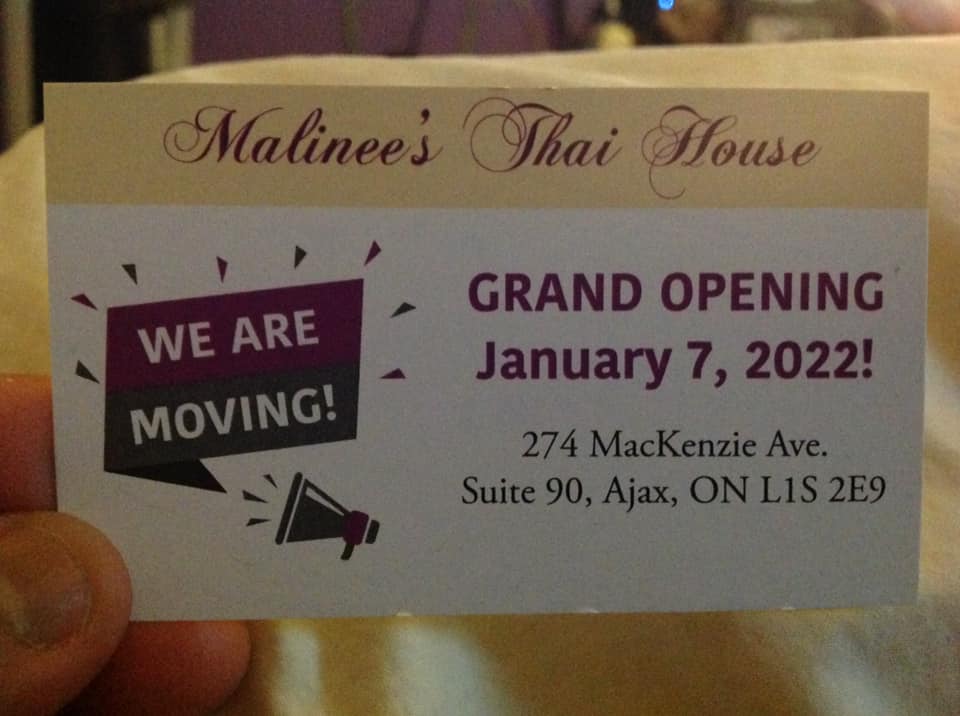 Malinee's Thai House
WE ARE
MOVING!
GRAND OPENING
January 7, 2022!
274 MacKenzie Ave.
Suite 90, Ajax, ON L1S 2E9